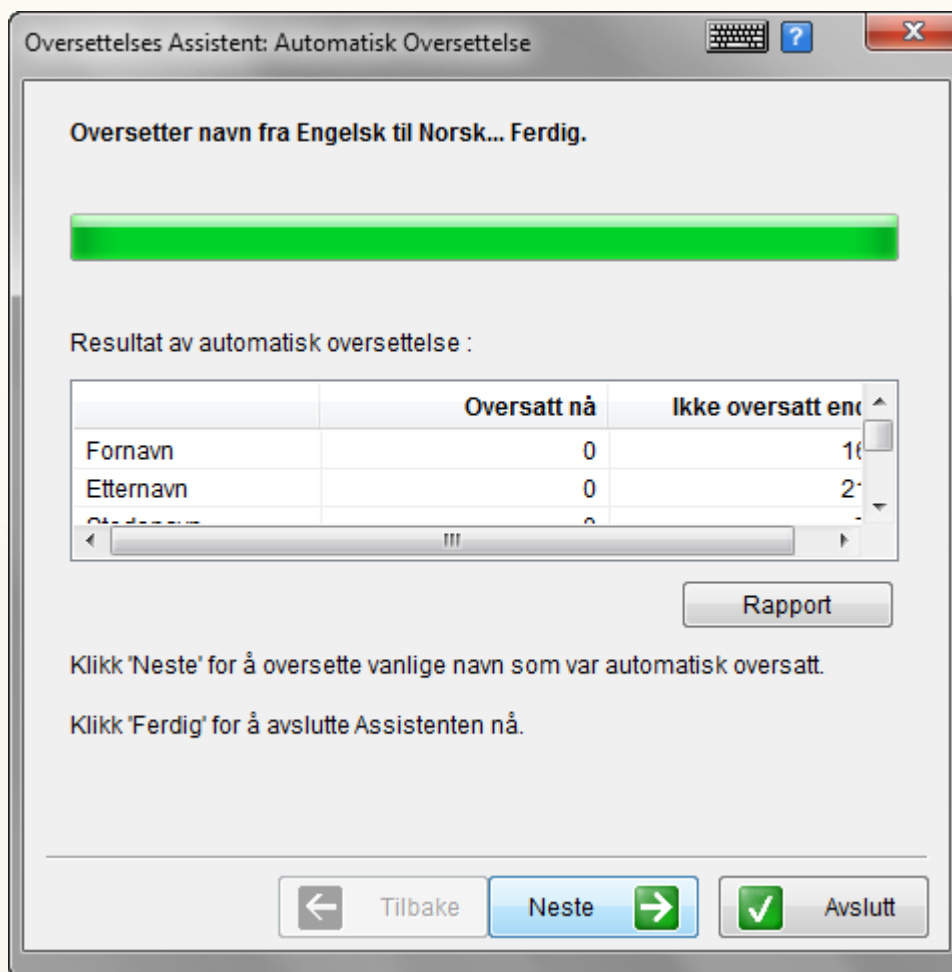 Oversettelses Assistent: Automatisk Oversettelse
Oversetter navn fra Engelsk til Norsk... Ferdig.
Resultat av automatisk oversettelse :
Oversatt nå Ikke oversatt
Fornavn 0
Etternavn 0
Rapport
Klikk 'Neste' for å oversette vanlige navn som var automatisk oversatt.
Klikk 'Ferdig' for å avslutte Assistenten nå.
Tilbake Neste Avslutt